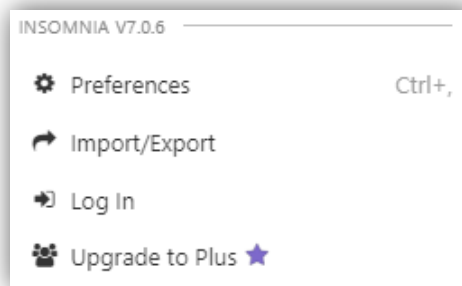 INSOMNIA V7.0.6
Preferences Ctrl+,
Import/Export
Log In
Upgrade to Plus